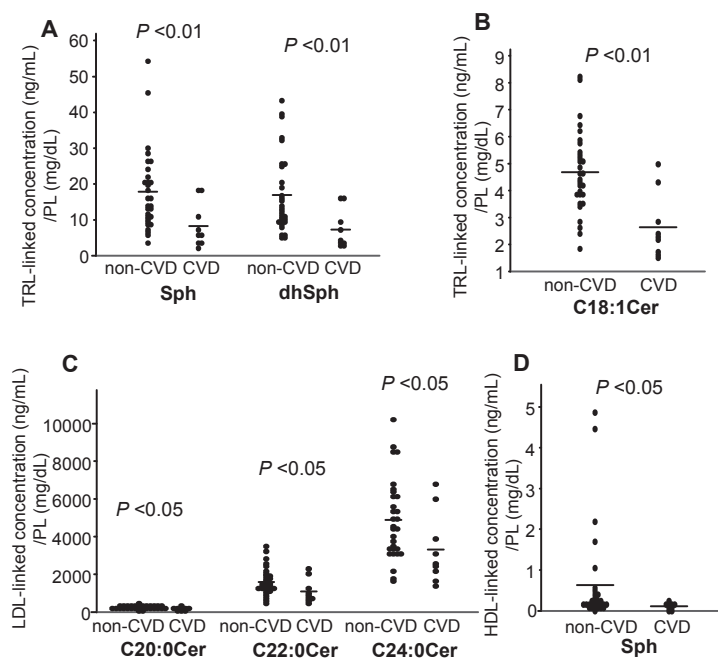 A
P <0.01
P <0.01
TRL-linked concentration (ng/mL)
/PL (mg/dL)
60
50
40
30
20
10
0
non-CVD CVD
non-CVD CVD
Sph
dhSph
B
P <0.01
TRL-linked concentration (ng/mL)
/PL (mg/dL)
9
8
7
6
5
4
3
2
1
non-CVD CVD
C18:1Cer
C
P <0.05
P <0.05
P <0.05
LDL-linked concentration (ng/mL)
/PL (mg/dL)
10000
8000
6000
4000
2000
0
non-CVD CVD
non-CVD CVD
non-CVD CVD
C20:0Cer
C22:0Cer
C24:0Cer
D
P <0.05
HDL-linked concentration (ng/mL)
/PL (mg/dL)
5
4
3
2
1
0
non-CVD CVD
Sph